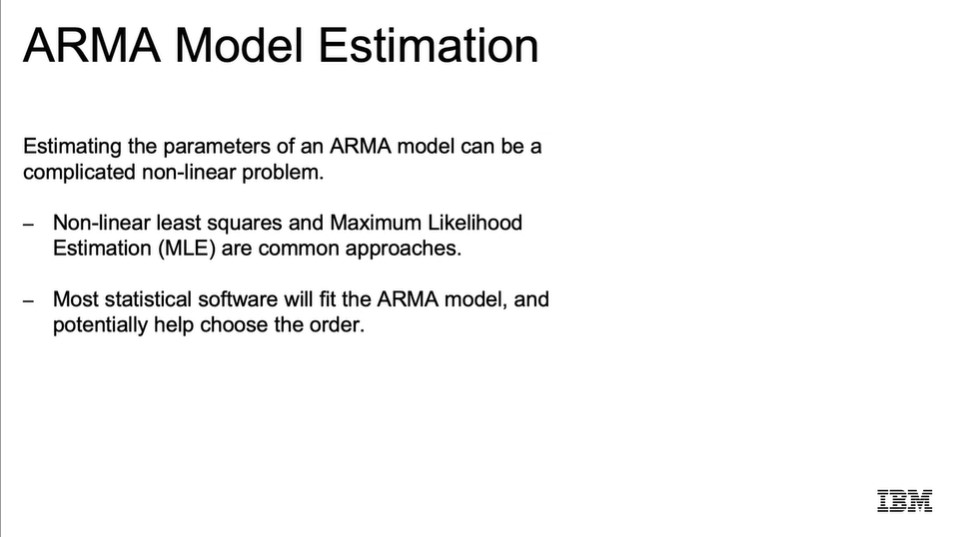 ARMA Model Estimation
Estimating the parameters of an ARMA model can be a
complicated non-linear problem.
– Non-linear least squares and Maximum Likelihood
Estimation (MLE) are common approaches.
– Most statistical software will fit the ARMA model, and
potentially help choose the order.
IBM